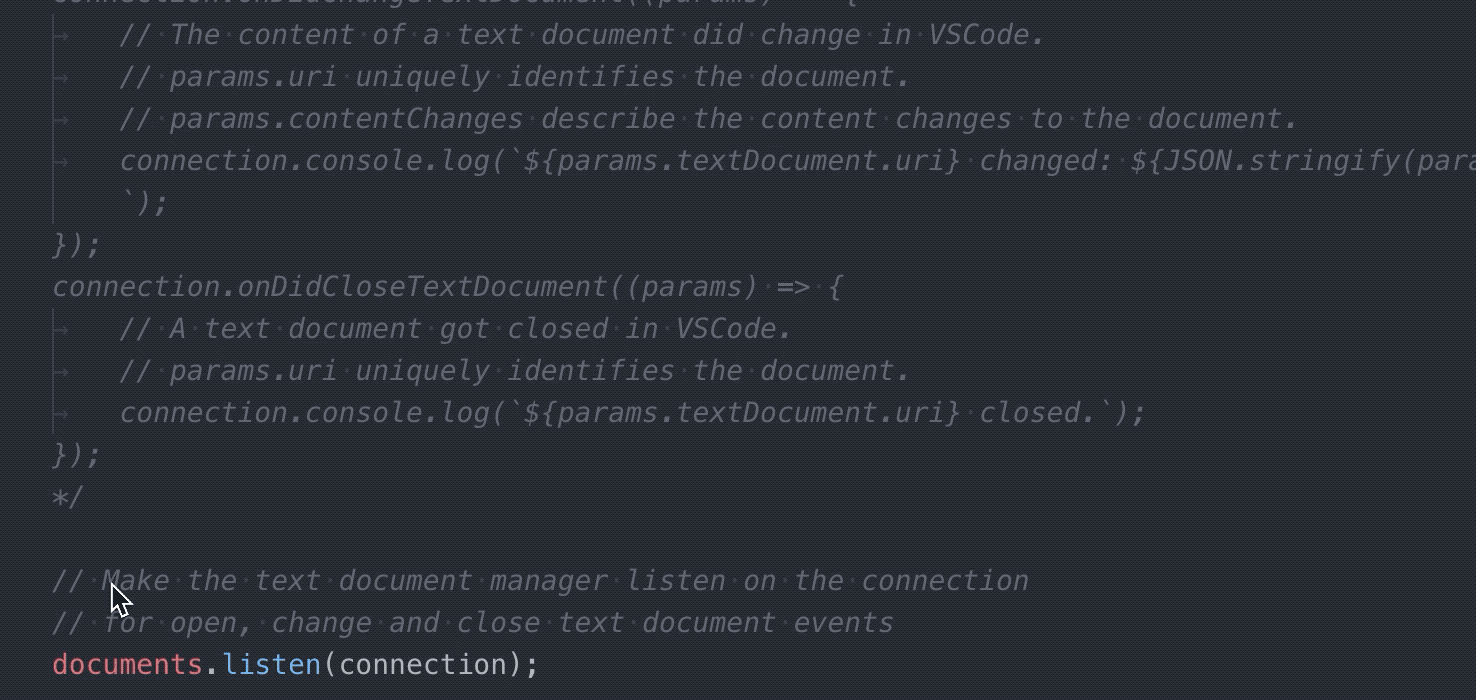 connection.onDidChangeTextDocument((params) => {
// The content of a text document did change in VSCode.
// params.uri uniquely identifies the document.
// params.contentChanges describe the content changes to the document.
connection.console.log(`${params.textDocument.uri} changed: ${JSON.stringify(para
`);
});
connection.onDidCloseTextDocument((params) => {
// A text document got closed in VSCode.
// params.uri uniquely identifies the document.
connection.console.log(`${params.textDocument.uri} closed.`);
});
*/
// Make the text document manager listen on the connection
// for open, change and close text document events
documents.listen(connection);